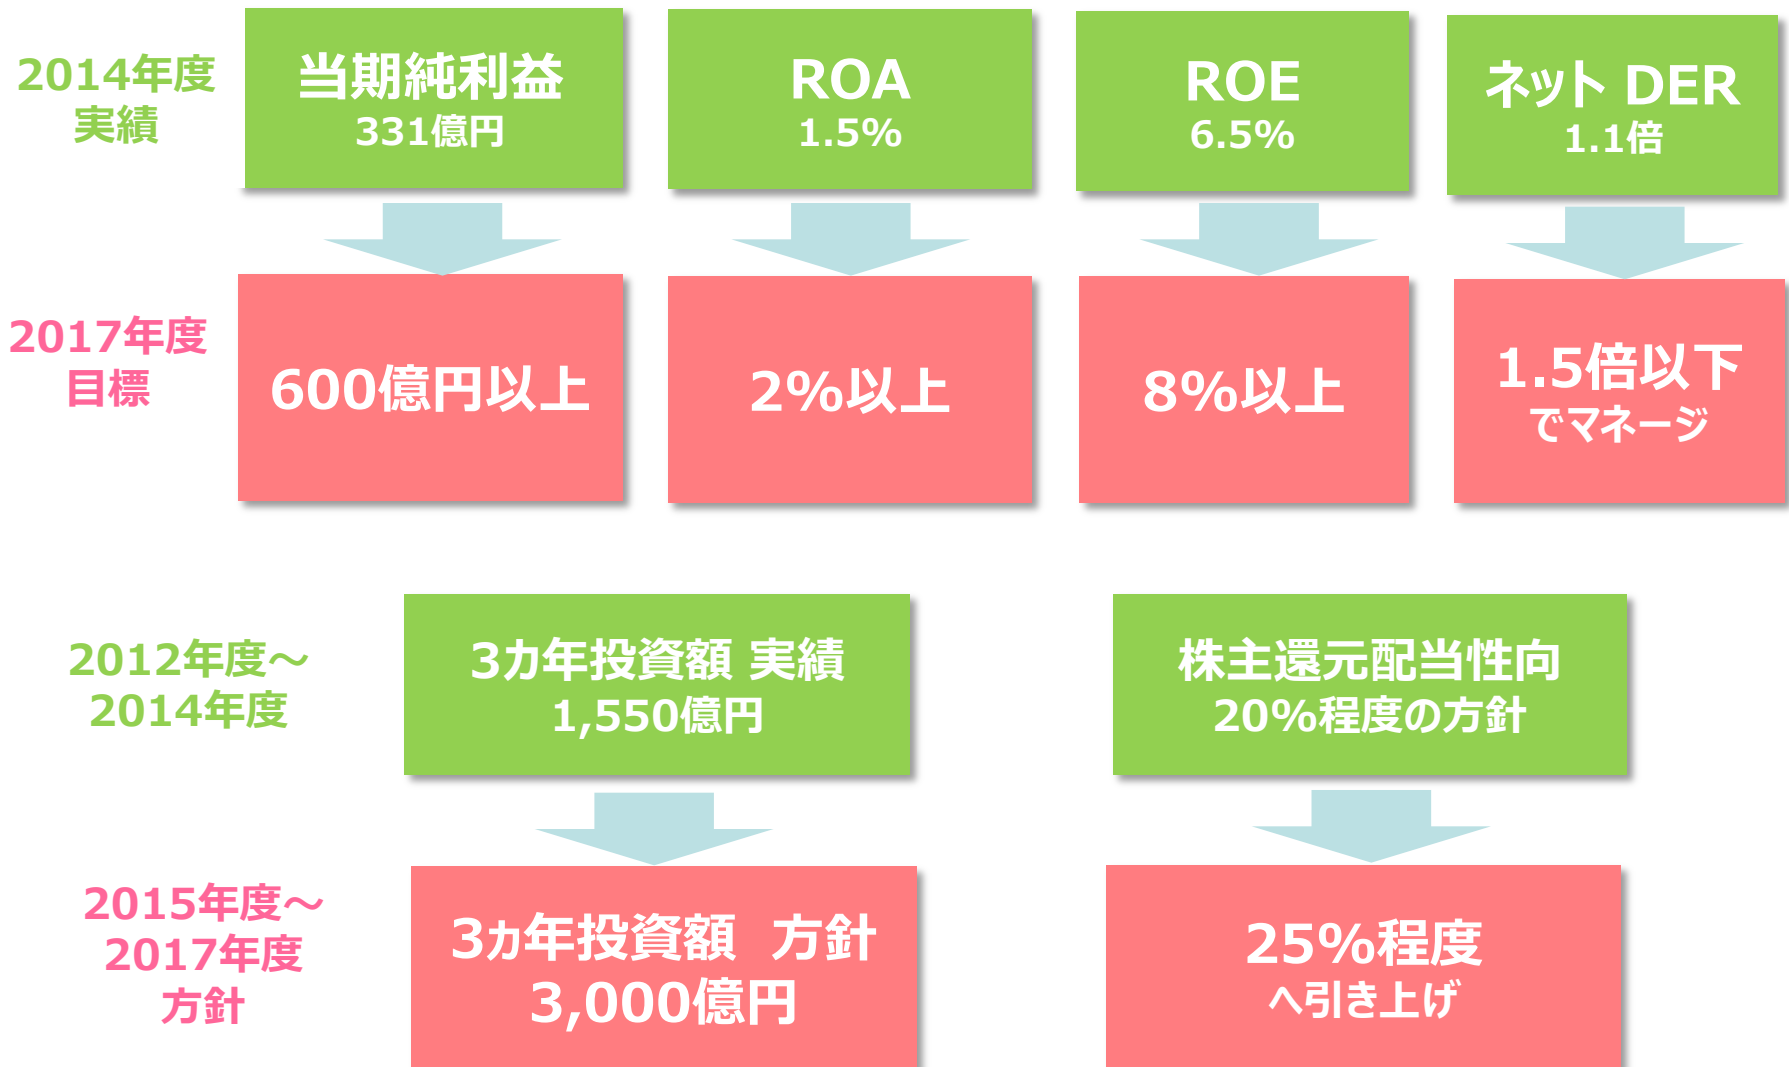 2014年度
実績
当期純利益
331億円
ROA
1.5%
ROE
6.5%
ネット DER
1.1倍
2017年度
目標
600億円以上
2%以上
8%以上
1.5倍以下
でマネージ
2012年度～
2014年度
3カ年投資額 実績
1,550億円
株主還元配当性向
20%程度の方針
2015年度～
2017年度
方針
3ヵ年投資額　方針
3,000億円
25%程度
へ引き上げ